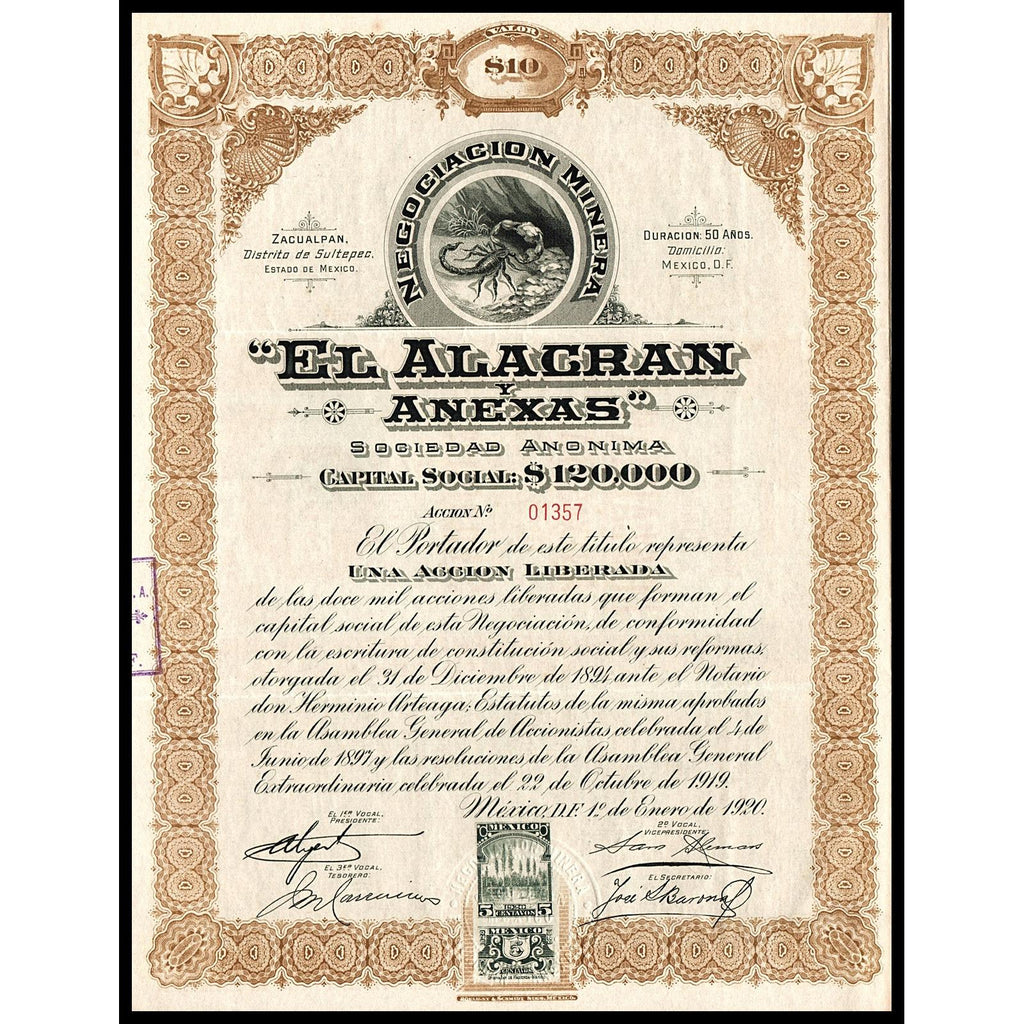 VALOR
$10
NEGOCIACION MINERA
ZACUALPAN,
Distrito de Sultepec.
ESTADO DE MEXICO.
DURACION: 50 AÑOS.
Domicilio:
MEXICO, D.F.
"EL ALACRAN
Y
ANEXAS"
SOCIEDAD ANONIMA
CAPITAL SOCIAL: $120,000
ACCION Nº 01357
El Portador de este título representa
UNA ACCION LIBERADA
de las doce mil acciones liberadas que forman el
capital social de esta Negociación, de conformidad
con la escritura de constitución social y sus reformas,
otorgada el 31 de Diciembre de 1894 ante el Notario
don Herminio Arteaga; Estatutos de la misma aprobados
en la Asamblea General de Accionistas celebrada el 4 de
Junio de 1897 y las resoluciones de la Asamblea General
Extraordinaria celebrada el 22 de Octubre de 1919.
México, D.F. 1º de Enero de 1920.
EL 1ER VOCAL,
PRESIDENTE:
2º VOCAL,
VICEPRESIDENTE
EL 3ER VOCAL,
TESORERO:
EL SECRETARIO:
MEXICO
5 CENTAVOS 5
MEXICO
5
CENTAVOS
A.
F.